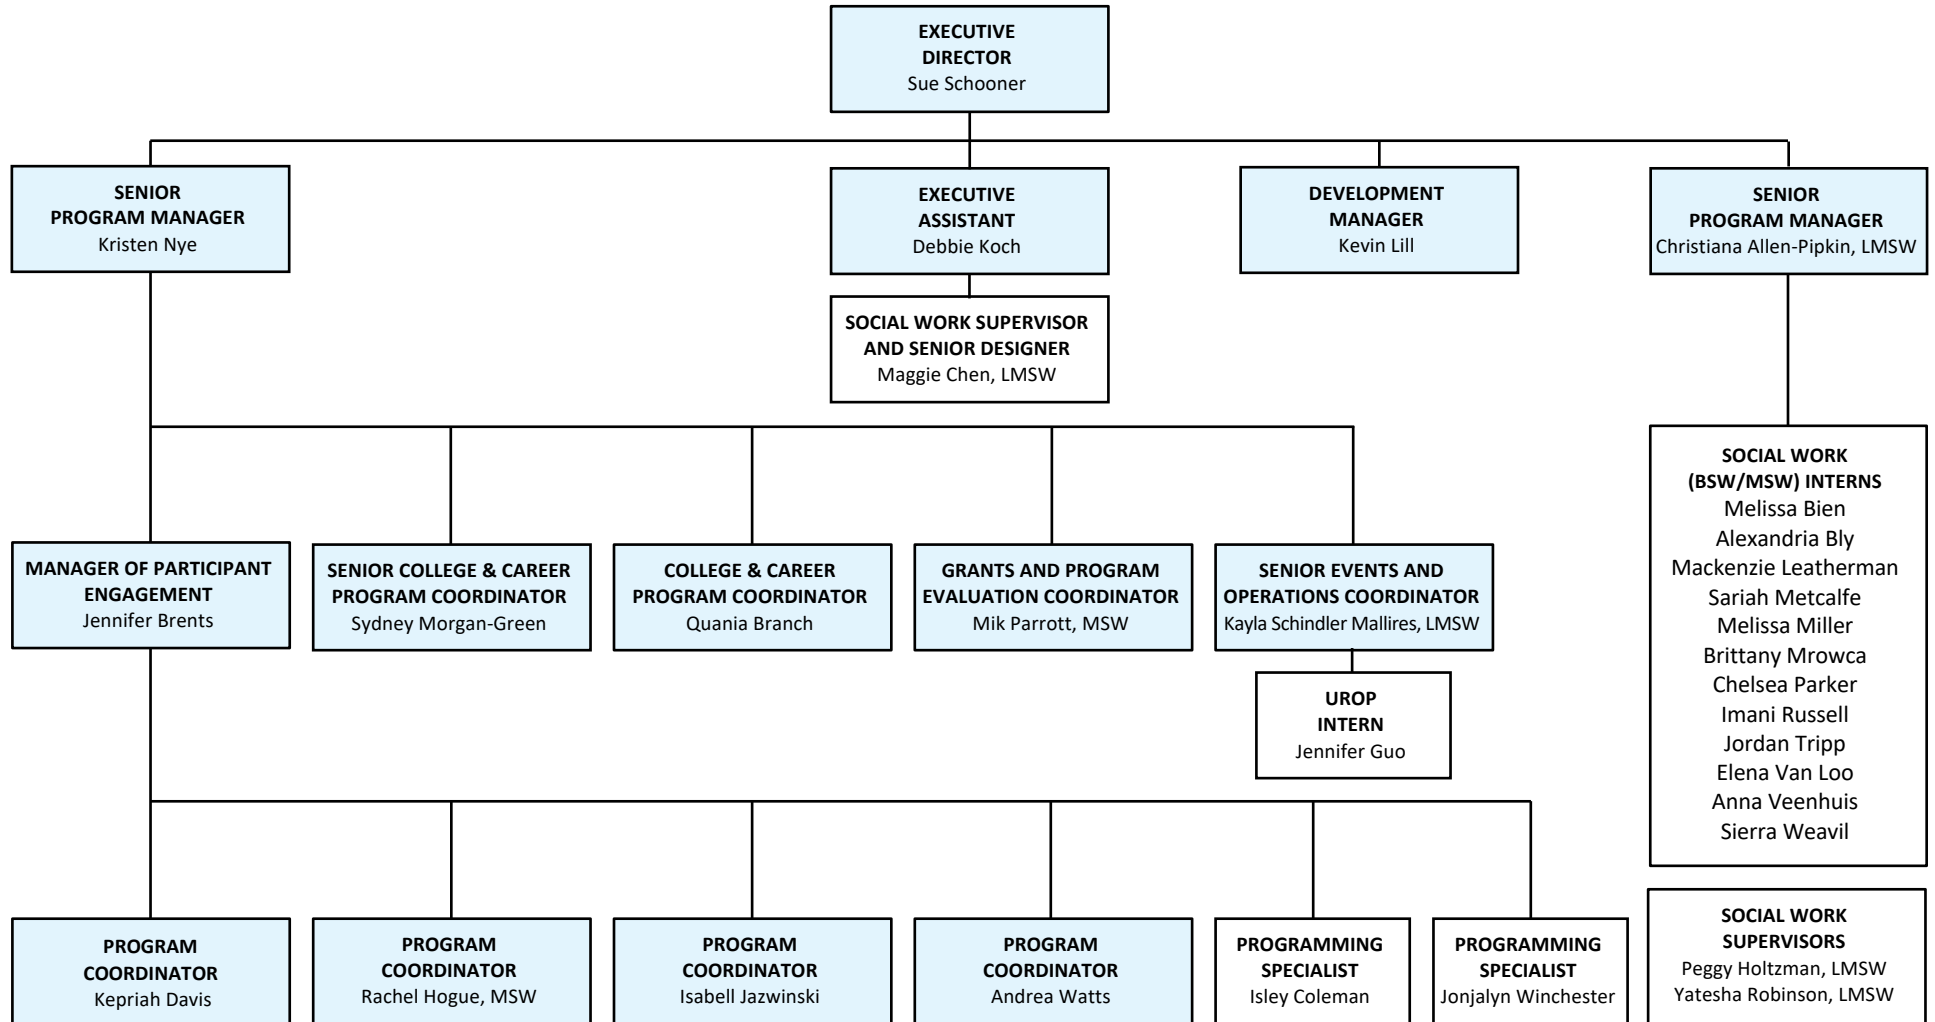 EXECUTIVE
DIRECTOR
Sue Schooner
SENIOR
PROGRAM MANAGER
Kristen Nye
EXECUTIVE
ASSISTANT
Debbie Koch
DEVELOPMENT
MANAGER
Kevin Lill
SENIOR
PROGRAM MANAGER
Christiana Allen-Pipkin, LMSW
SOCIAL WORK SUPERVISOR
AND SENIOR DESIGNER
Maggie Chen, LMSW
SOCIAL WORK
(BSW/MSW) INTERNS
Melissa Bien
Alexandria Bly
Mackenzie Leatherman
Sariah Metcalfe
Melissa Miller
Brittany Mrowca
Chelsea Parker
Imani Russell
Jordan Tripp
Elena Van Loo
Anna Veenhuis
Sierra Weavil
MANAGER OF PARTICIPANT
ENGAGEMENT
Jennifer Brents
SENIOR COLLEGE & CAREER
PROGRAM COORDINATOR
Sydney Morgan-Green
COLLEGE & CAREER
PROGRAM COORDINATOR
Quania Branch
GRANTS AND PROGRAM
EVALUATION COORDINATOR
Mik Parrott, MSW
SENIOR EVENTS AND
OPERATIONS COORDINATOR
Kayla Schindler Mallires, LMSW
UROP
INTERN
Jennifer Guo
PROGRAM
COORDINATOR
Kepriah Davis
PROGRAM
COORDINATOR
Rachel Hogue, MSW
PROGRAM
COORDINATOR
Isabell Jazwinski
PROGRAM
COORDINATOR
Andrea Watts
PROGRAMMING
SPECIALIST
Isley Coleman
PROGRAMMING
SPECIALIST
Jonjalyn Winchester
SOCIAL WORK
SUPERVISORS
Peggy Holtzman, LMSW
Yatesha Robinson, LMSW